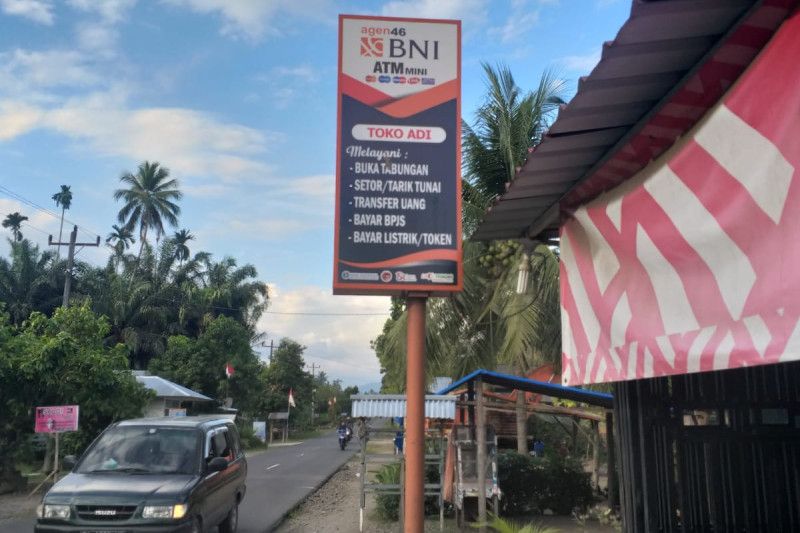 agen46
BNI
ATM MINI
TOKO ADI
Melayani :
- BUKA TABUNGAN
- SETOR/TARIK TUNAI
- TRANSFER UANG
- BAYAR BPJS
- BAYAR LISTRIK/TOKEN